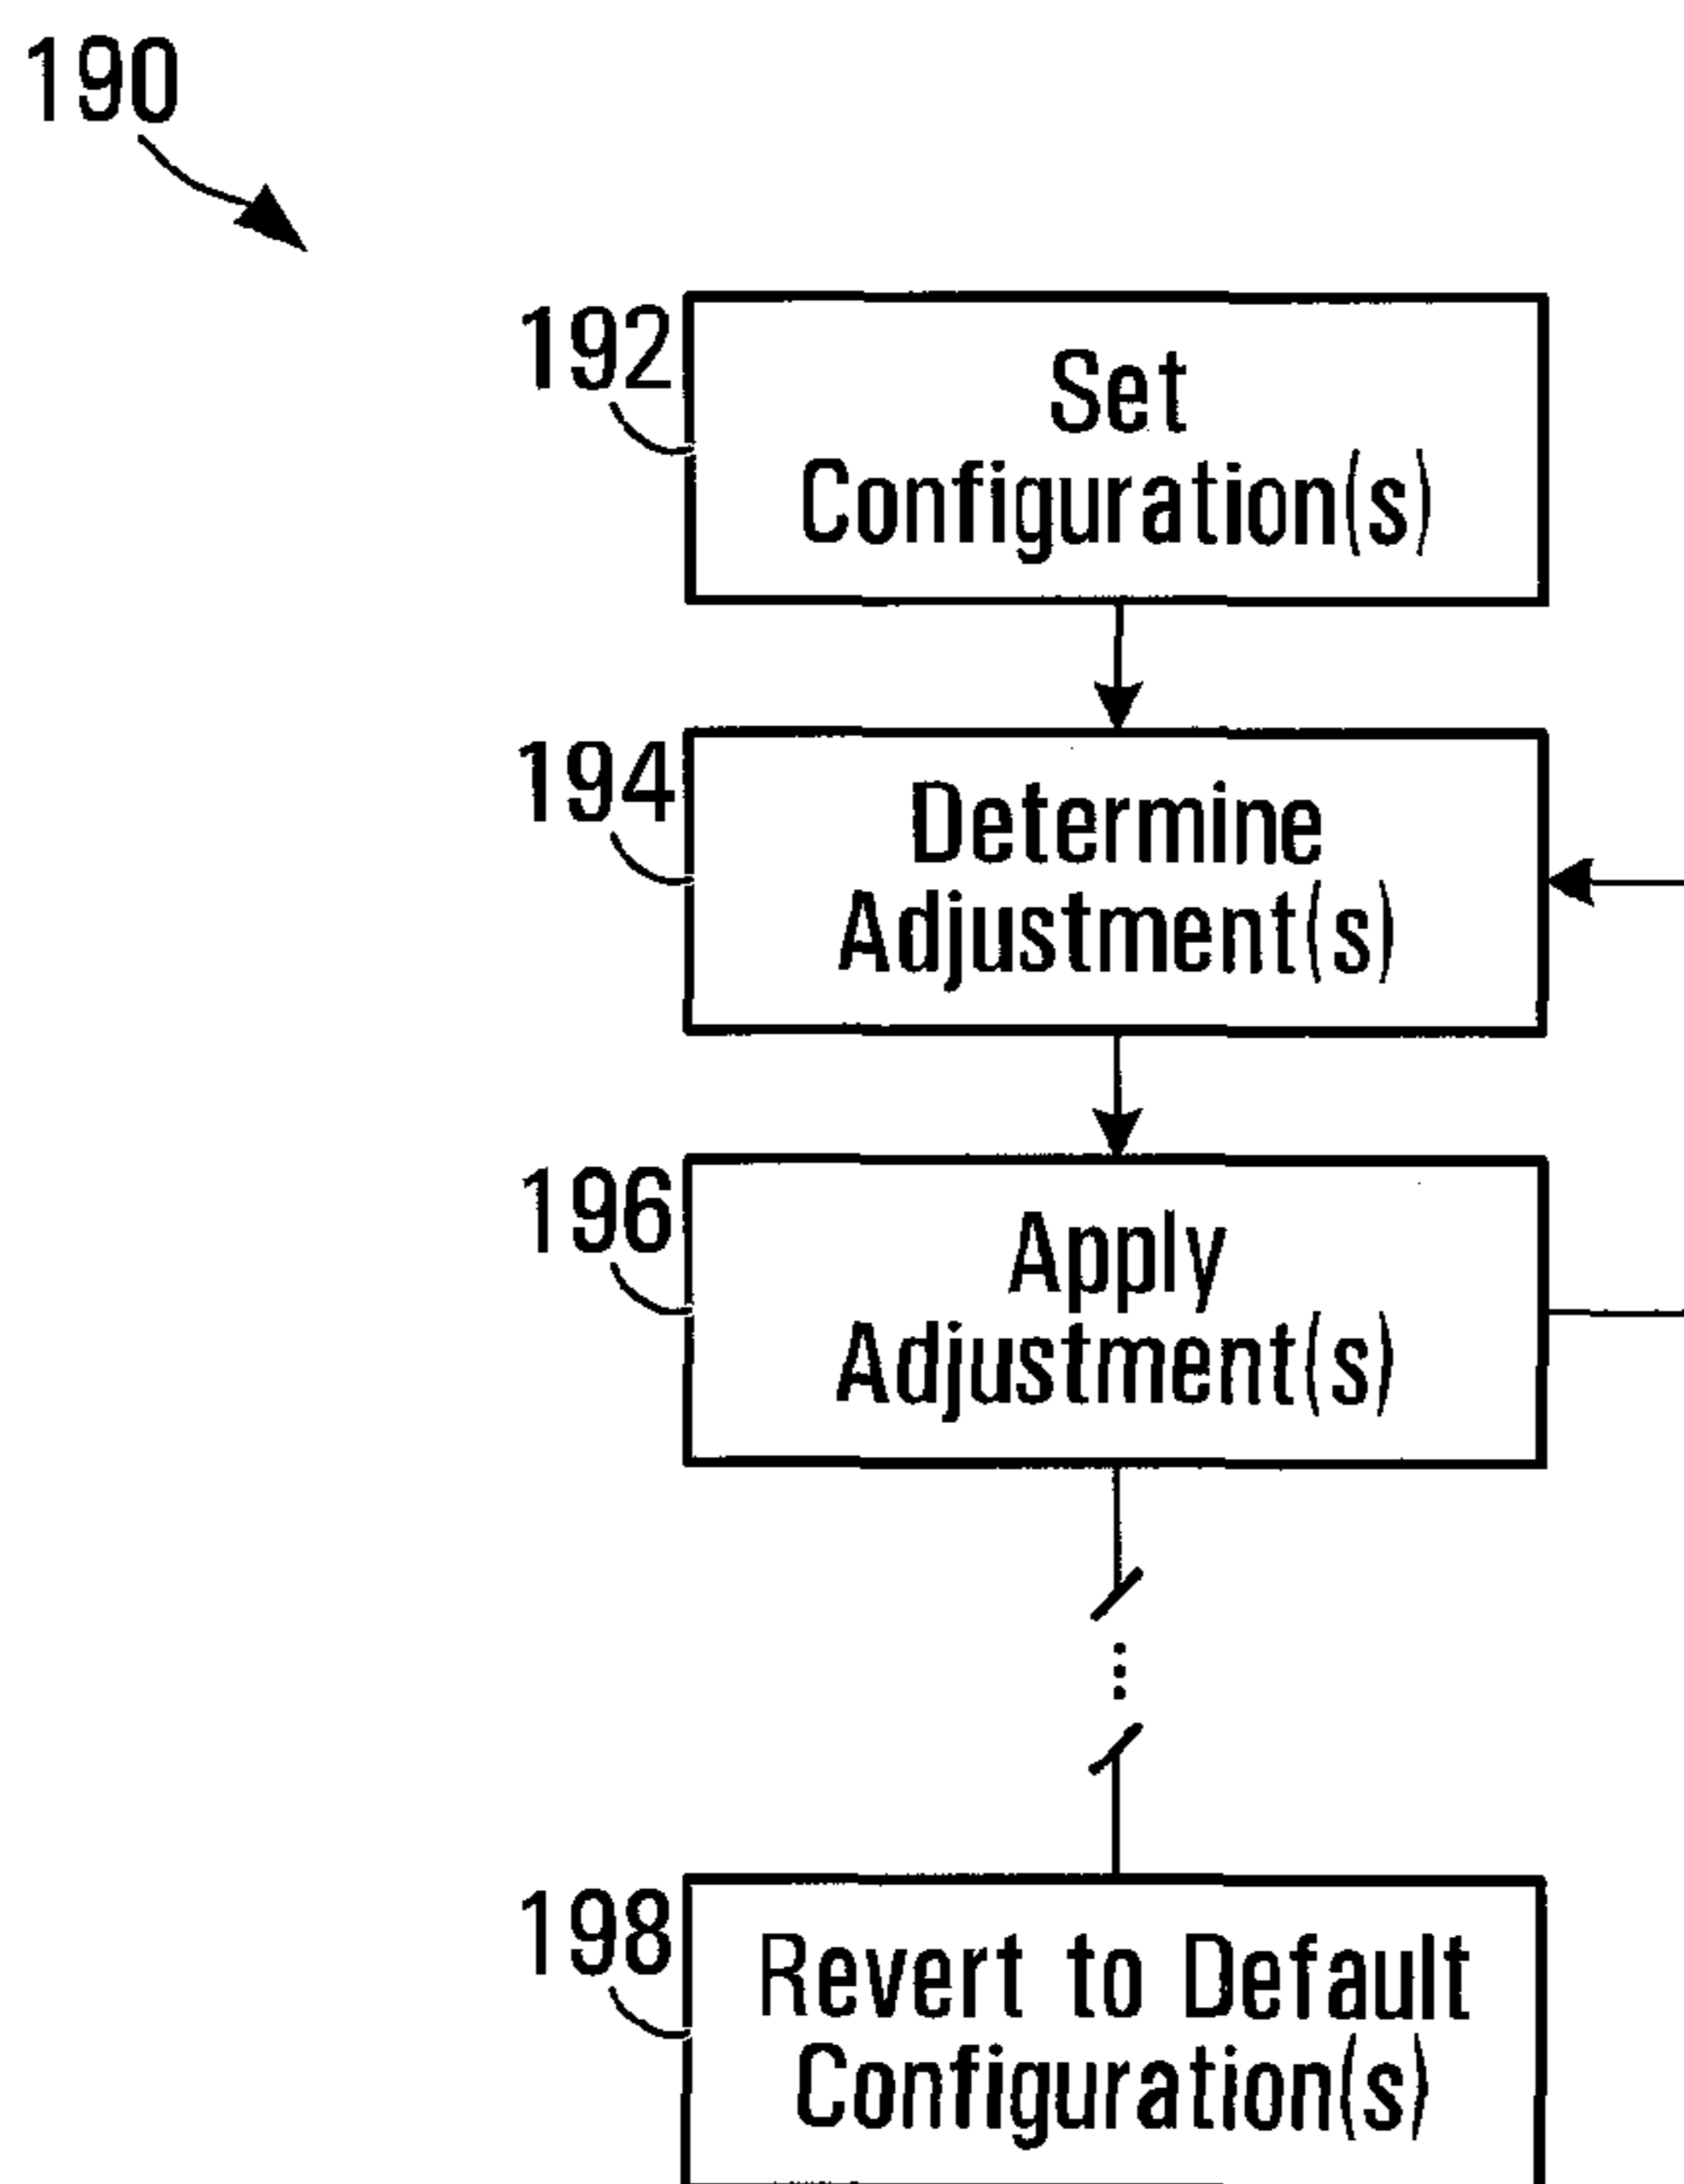 190
192
Set
Configuration(s)
194
Determine
Adjustment(s)
196
Apply
Adjustment(s)
198
Revert to Default
Configuration(s)